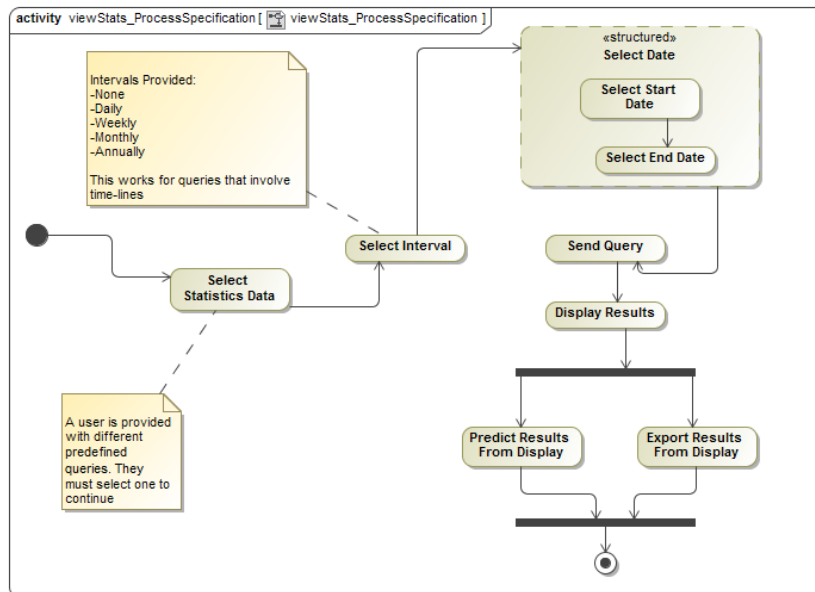 activity viewStats_ProcessSpecification [ viewStats_ProcessSpecification ]
Intervals Provided:
-None
-Daily
-Weekly
-Monthly
-Annually
This works for queries that involve
time-lines
«structured»
Select Date
Select Start
Date
Select End Date
Select Interval
Send Query
Select
Statistics Data
Display Results
A user is provided
with different
predefined
queries. They
must select one to
continue
Predict Results
From Display
Export Results
From Display